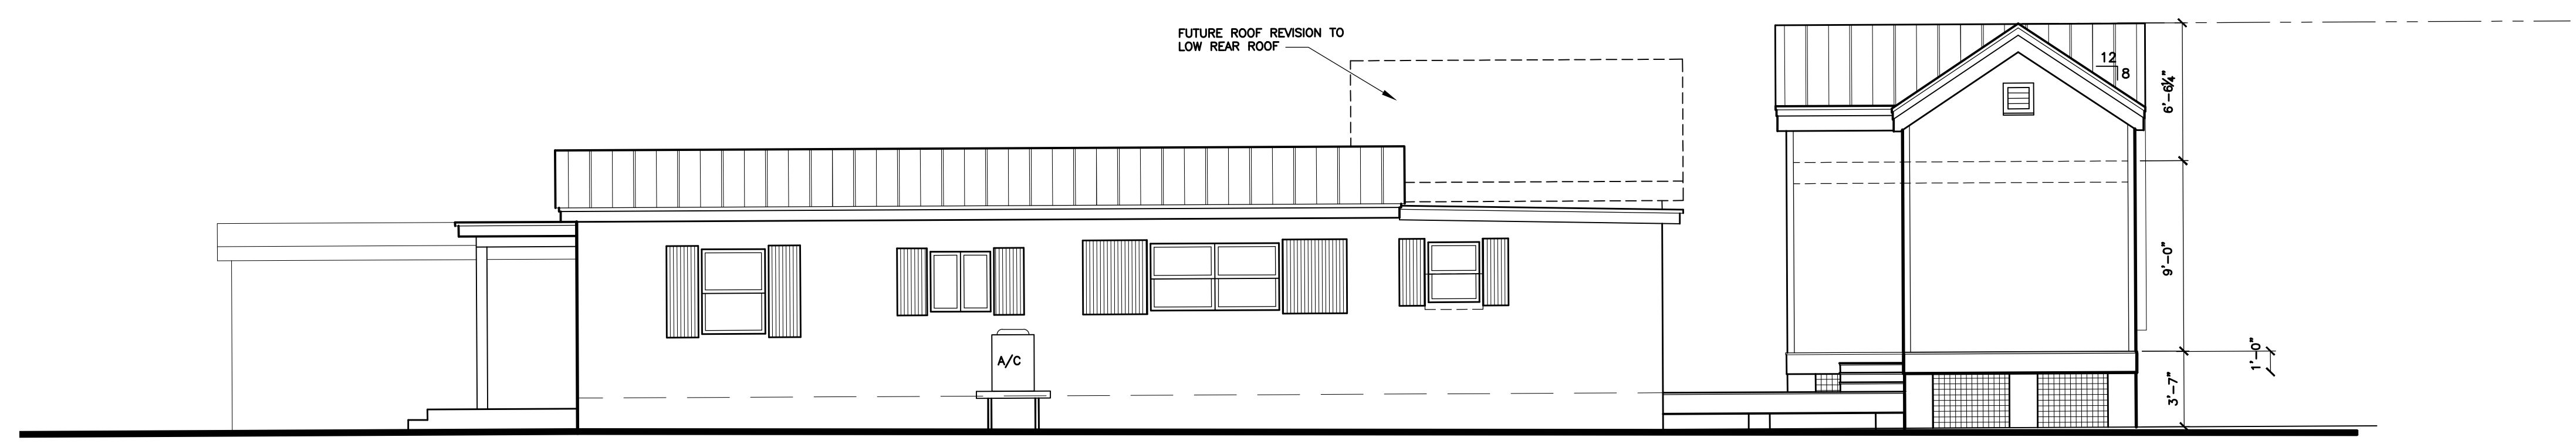 FUTURE ROOF REVISION TO
LOW REAR ROOF
12
8
6'-6¼"
9'-0"
1'-0"
3'-7"
A/C